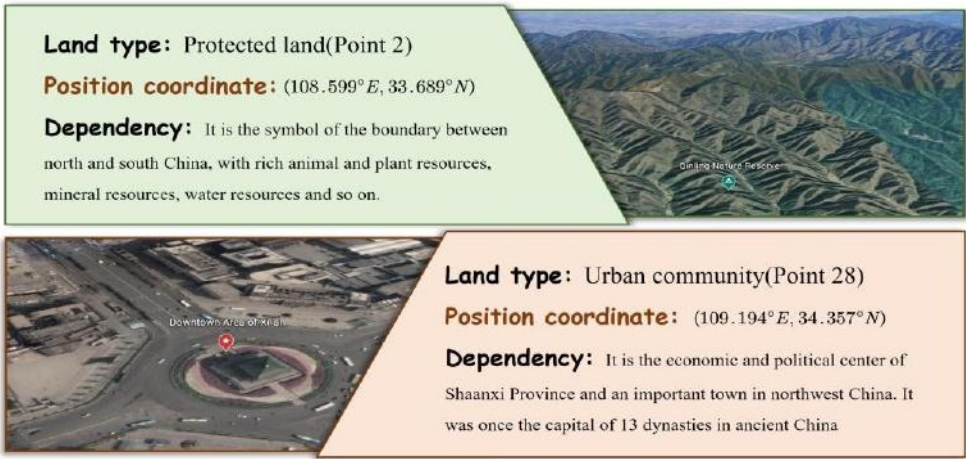 Land type: Protected land(Point 2)
Position coordinate: (108.599°E, 33.689°N)
Dependency: It is the symbol of the boundary between
north and south China, with rich animal and plant resources,
mineral resources, water resources and so on.
Qinling Nature Reserve
Downtown Area of Xi'an
Land type: Urban community(Point 28)
Position coordinate: (109.194°E, 34.357°N)
Dependency: It is the economic and political center of
Shaanxi Province and an important town in northwest China. It
was once the capital of 13 dynasties in ancient China